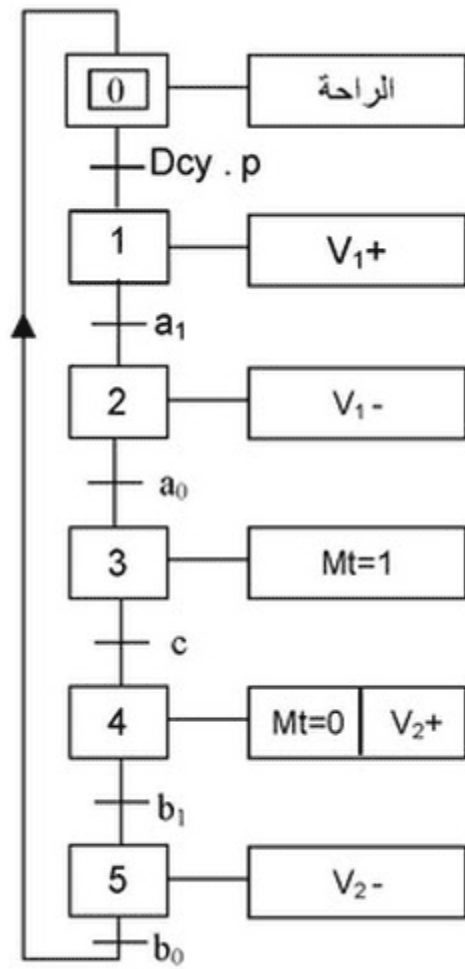 0 الراحة
Dcy . p
1 V₁+
a₁
2 V₁-
a₀
3 Mt=1
c
4 Mt=0 V₂+
b₁
5 V₂-
b₀